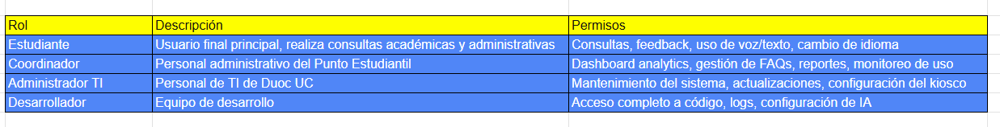 Rol Descripción Permisos
Estudiante Usuario final principal, realiza consultas académicas y administrativas Consultas, feedback, uso de voz/texto, cambio de idioma
Coordinador Personal administrativo del Punto Estudiantil Dashboard analytics, gestión de FAQs, reportes, monitoreo de uso
Administrador TI Personal de TI de Duoc UC Mantenimiento del sistema, actualizaciones, configuración del kiosco
Desarrollador Equipo de desarrollo Acceso completo a código, logs, configuración de IA